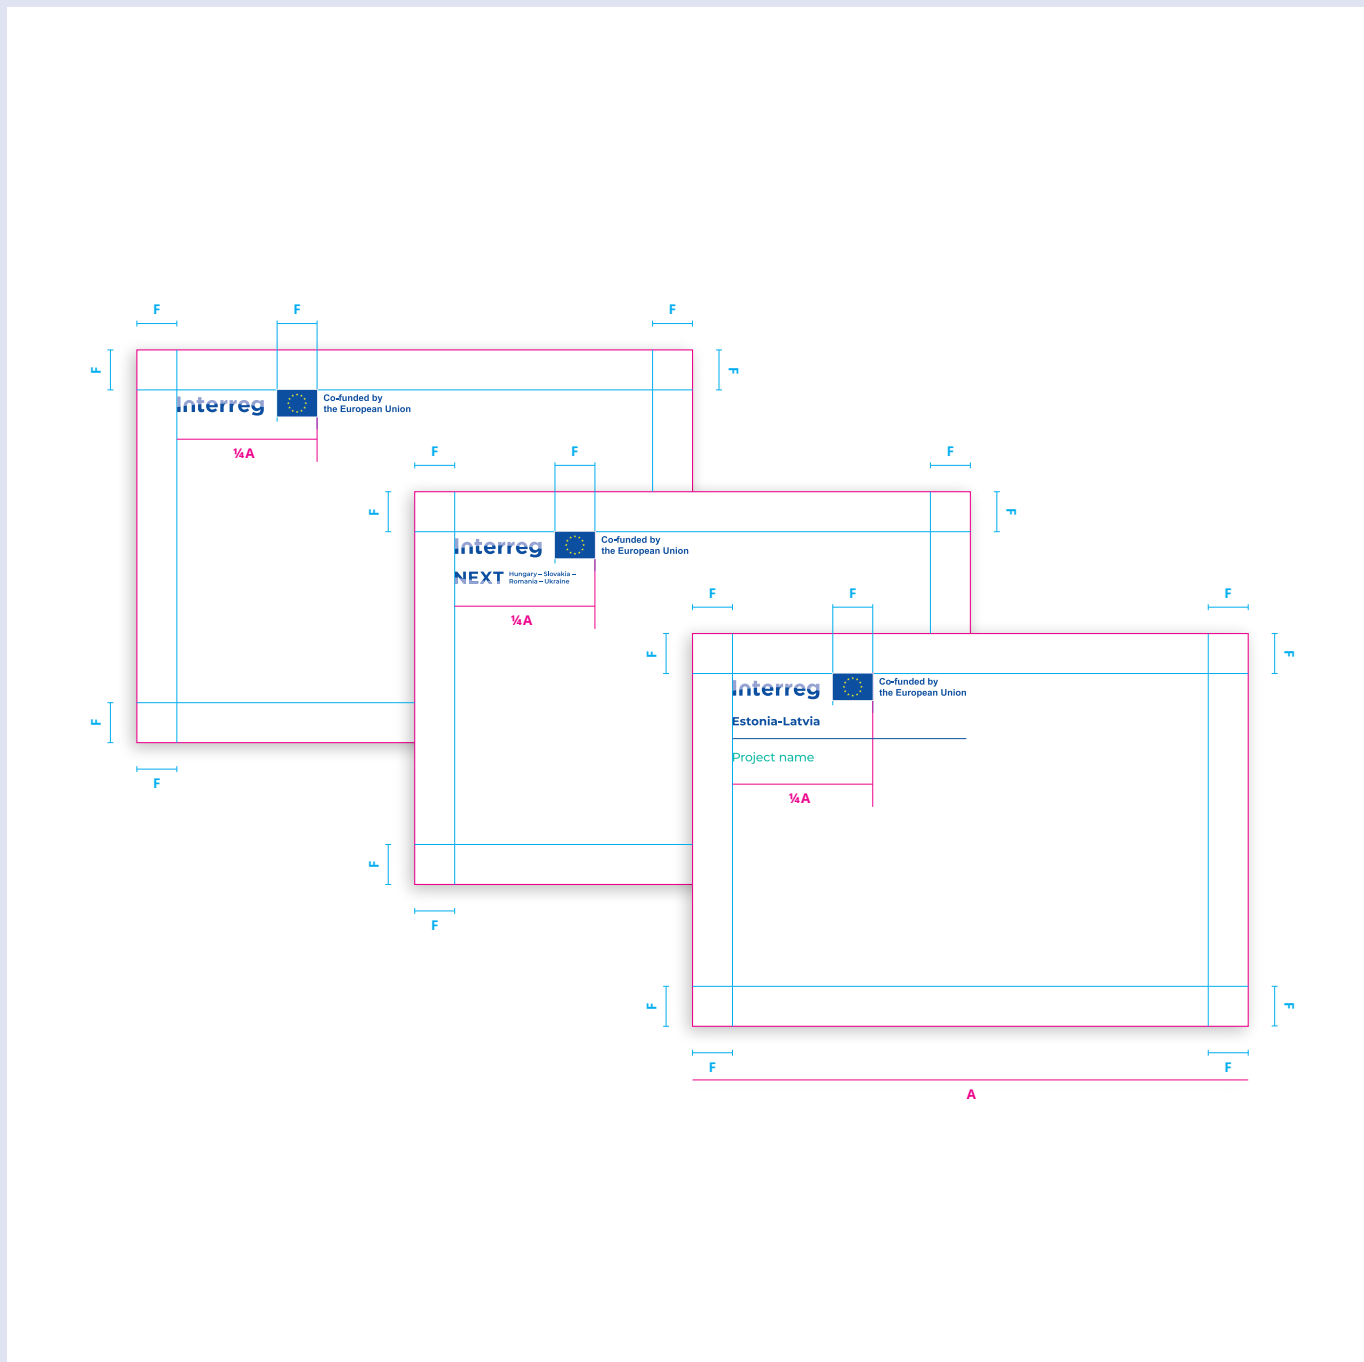 F
F
F
F
F
Interreg
Co-funded by
the European Union
¼A
F
F
F
F
F
F
F
Interreg
Co-funded by
the European Union
NEXT
Hungary – Slovakia –
Romania – Ukraine
¼A
F
F
F
F
F
F
F
Interreg
Co-funded by
the European Union
Estonia-Latvia
Project name
¼A
F
F
F
F
A